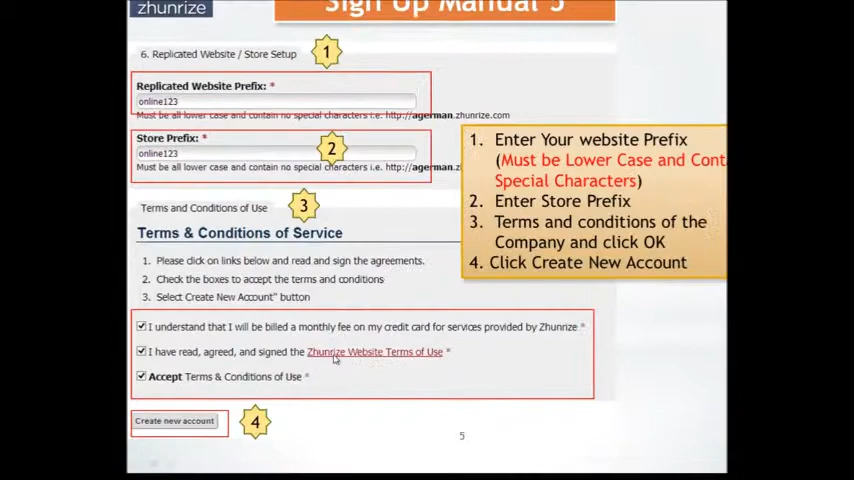 zhunrize
Sign Up Manual 5
6. Replicated Website / Store Setup
1
Replicated Website Prefix: *
online123
Must be all lower case and contain no special characters i.e. http://agerman.zhunrize.com
Store Prefix: *
online123
2
Must be all lower case and contain no special characters i.e. http://agerman.z
1. Enter Your website Prefix
(Must be Lower Case and Cont
Special Characters)
2. Enter Store Prefix
3. Terms and conditions of the
Company and click OK
4. Click Create New Account
Terms and Conditions of Use
3
Terms & Conditions of Service
1. Please click on links below and read and sign the agreements.
2. Check the boxes to accept the terms and conditions
3. Select Create New Account" button
I understand that I will be billed a monthly fee on my credit card for services provided by Zhunrize *
I have read, agreed, and signed the Zhunrize Website Terms of Use *
Accept Terms & Conditions of Use *
Create new account
4
5